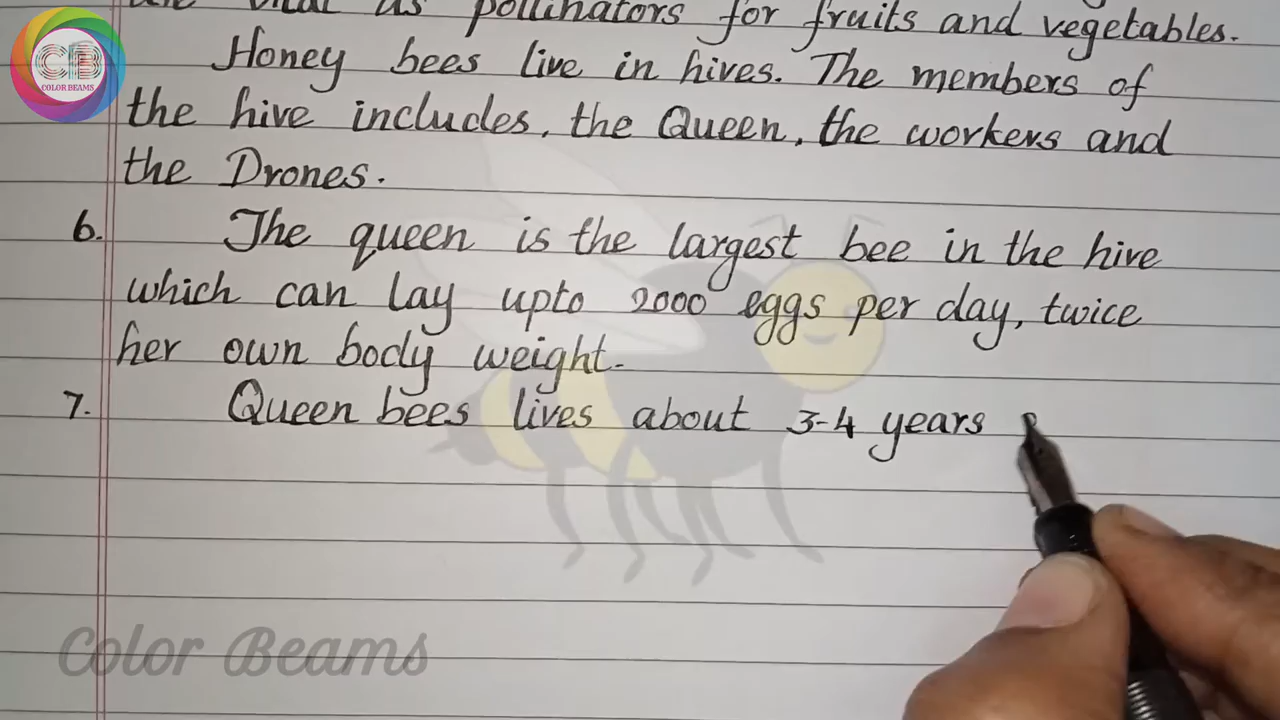 vital as pollinators for fruits and vegetables.
CB
COLOR BEAMS
Honey bees live in hives. The members of
the hive includes, the Queen, the workers and
the Drones.
6. The queen is the largest bee in the hive
which can lay upto 2000 eggs per day, twice
her own body weight.
7. Queen bees lives about 3-4 years
Color Beams